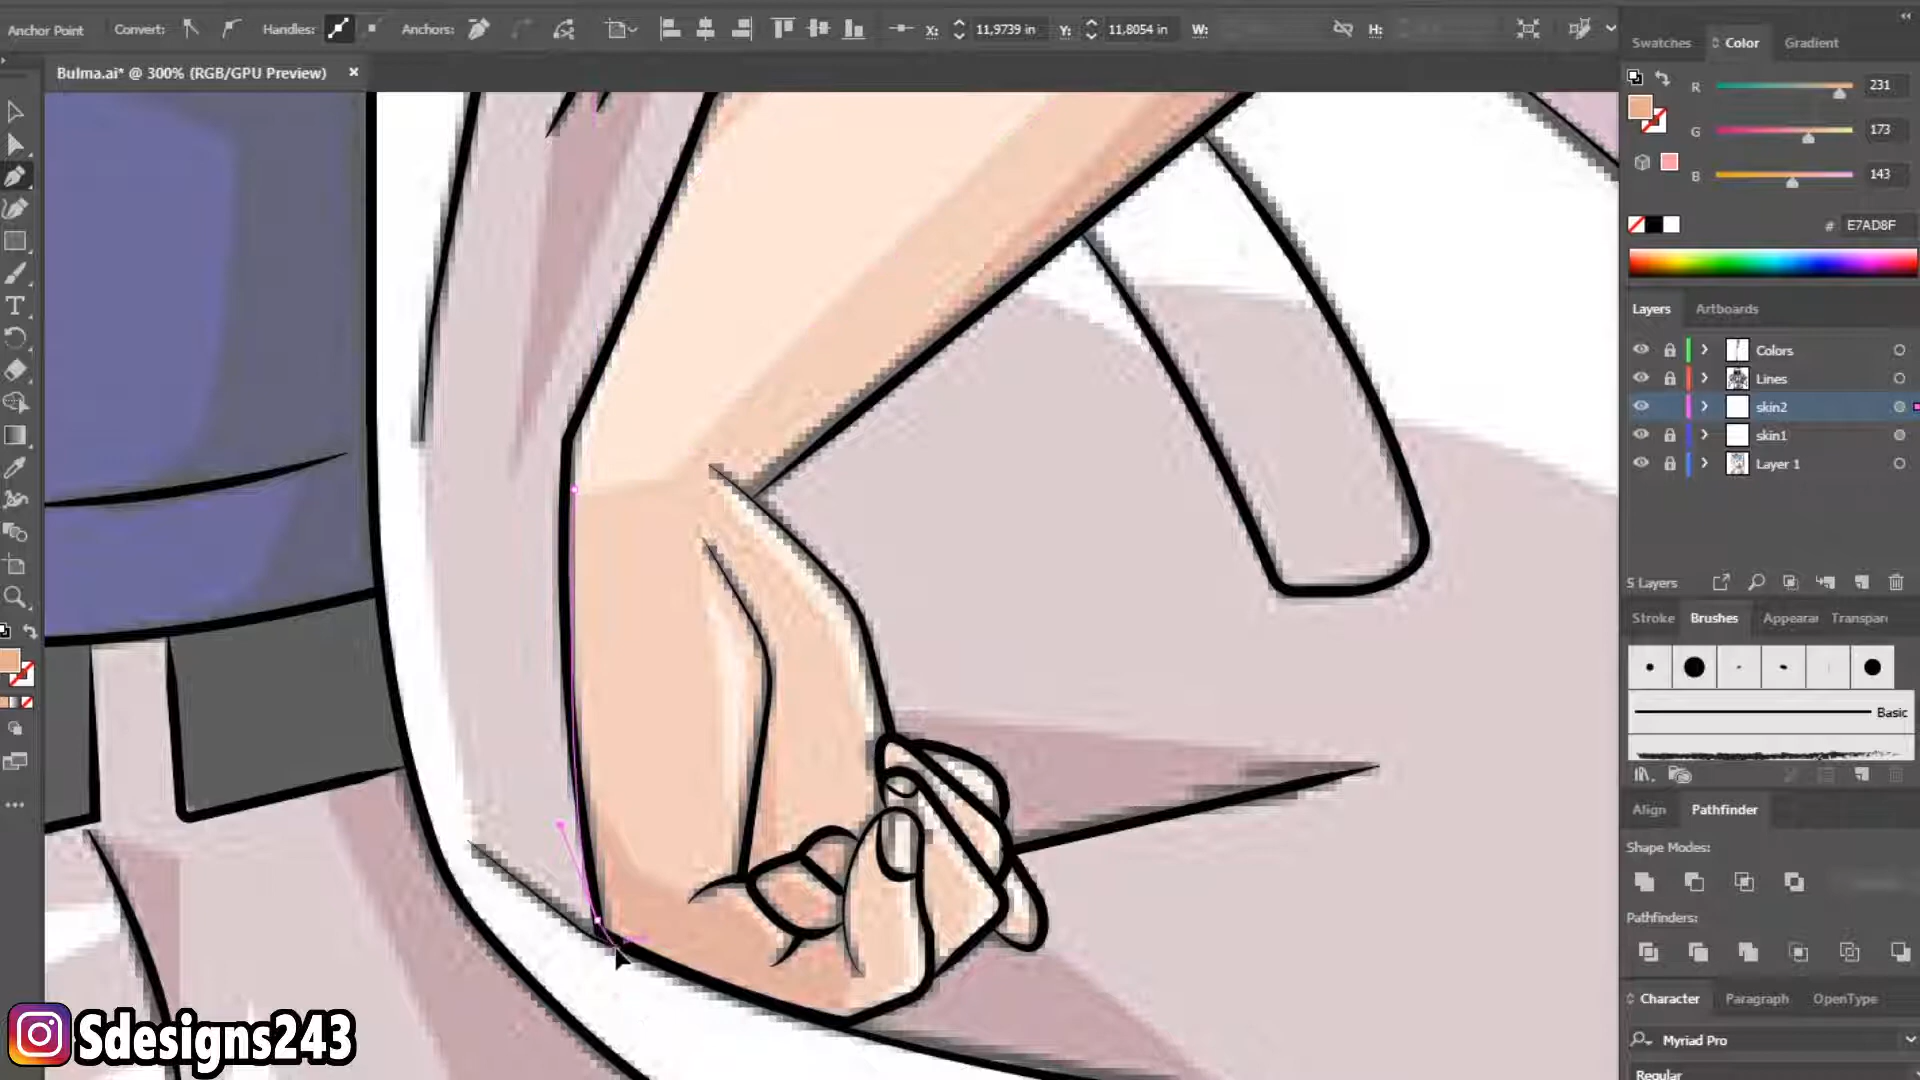 Anchor Point Convert: Handles: Anchors: X: 11,9739 in Y: 11,8054 in W: H:
Bulma.ai* @ 300% (RGB/GPU Preview) ×
Swatches Color Gradient
R 231
G 173
B 143
# E7AD8F
Layers Artboards
Colors
Lines
skin2
skin1
Layer 1
5 Layers
Stroke Brushes Appearar Transpare
Basic
Align Pathfinder
Shape Modes:
Pathfinders:
Character Paragraph OpenType
Myriad Pro
Regular
Sdesigns243